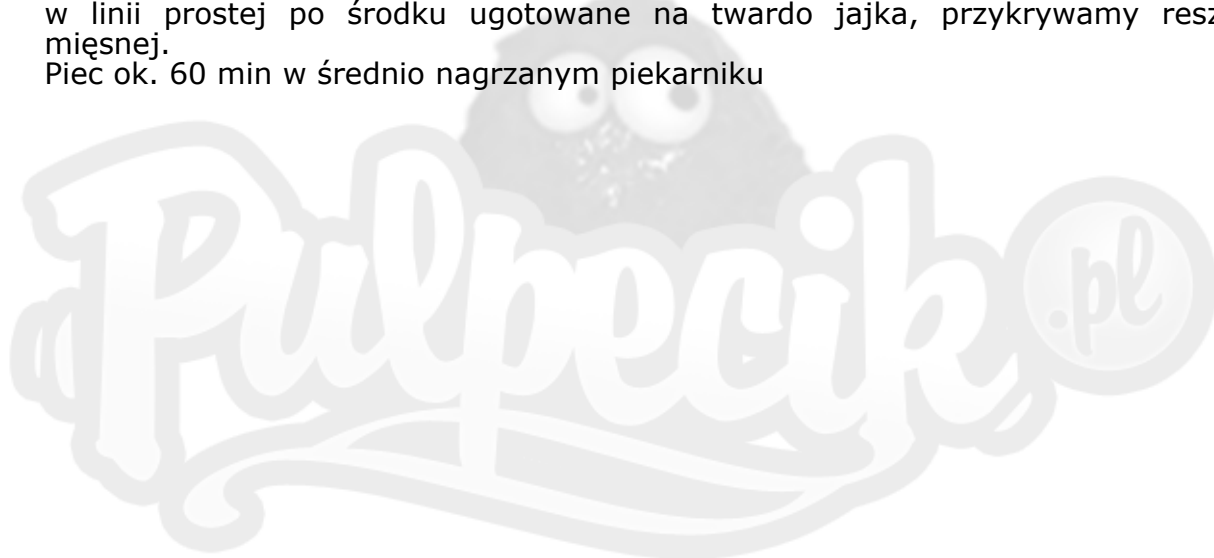 w linii prostej po środku ugotowane na twardo jajka, przykrywamy resz
mięsnej.
Piec ok. 60 min w średnio nagrzanym piekarniku
Pulpecik .pl